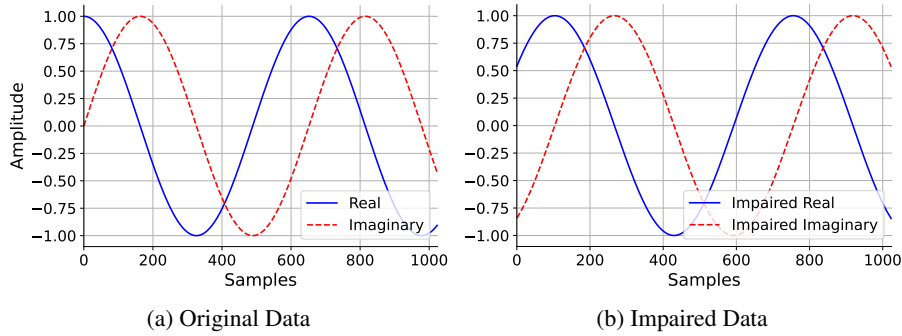 1.00
0.75
0.50
0.25
0.00
−0.25
−0.50
−0.75
−1.00
Amplitude
0 200 400 600 800 1000
Samples
Real
Imaginary
(a) Original Data
1.00
0.75
0.50
0.25
0.00
−0.25
−0.50
−0.75
−1.00
0 200 400 600 800 1000
Samples
Impaired Real
Impaired Imaginary
(b) Impaired Data